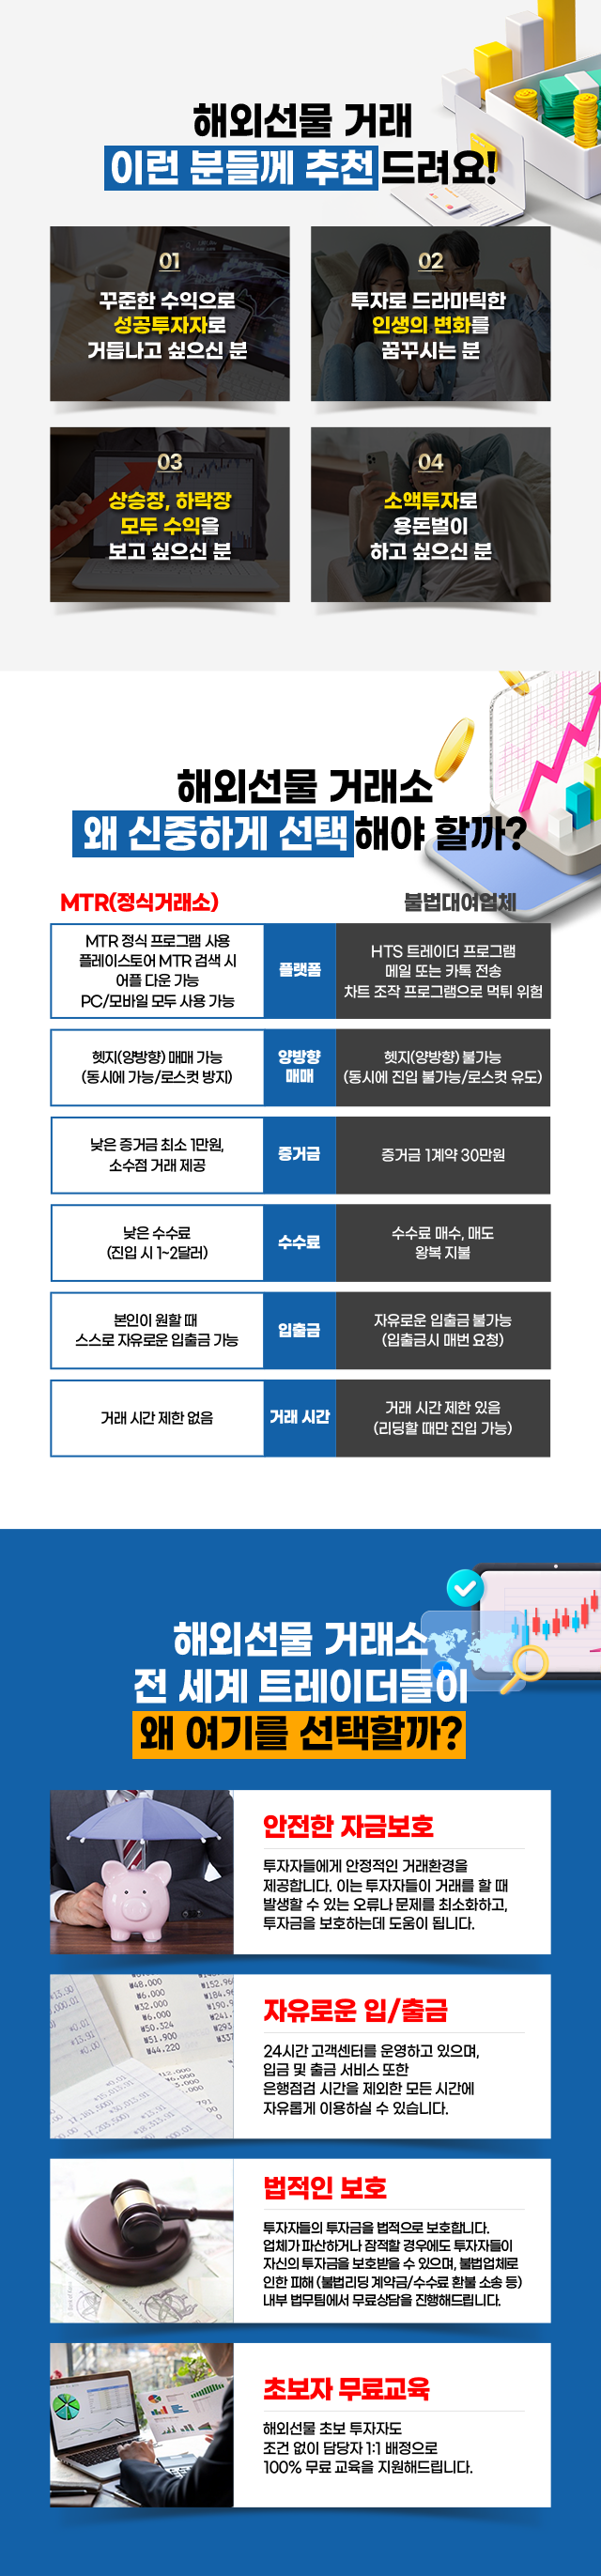 해외선물 거래
이런 분들께 추천드려요!
01
꾸준한 수익으로
성공투자자로
거듭나고 싶으신 분
02
투자로 드라마틱한
인생의 변화를
꿈꾸시는 분
03
상승장, 하락장
모두 수익을
보고 싶으신 분
04
소액투자로
용돈벌이
하고 싶으신 분
해외선물 거래소
왜 신중하게 선택해야 할까?
MTR(정식거래소)
불법대여업체
MTR 정식 프로그램 사용
플레이스토어 MTR 검색 시
어플 다운 가능
PC/모바일 모두 사용 가능
플랫폼
HTS 트레이더 프로그램
메일 또는 카톡 전송
차트 조작 프로그램으로 먹튀 위험
헷지(양방향) 매매 가능
(동시에 가능/로스컷 방지)
양방향
매매
헷지(양방향) 불가능
(동시에 진입 불가능/로스컷 유도)
낮은 증거금 최소 1만원,
소수점 거래 제공
증거금
증거금 1계약 30만원
낮은 수수료
(진입 시 1~2달러)
수수료
수수료 매수, 매도
왕복 지불
본인이 원할 때
스스로 자유로운 입출금 가능
입출금
자유로운 입출금 불가능
(입출금시 매번 요청)
거래 시간 제한 없음
거래 시간
거래 시간 제한 있음
(리딩할 때만 진입 가능)
해외선물 거래소
전 세계 트레이더들이
왜 여기를 선택할까?
안전한 자금보호
투자자들에게 안정적인 거래환경을
제공합니다. 이는 투자자들이 거래를 할 때
발생할 수 있는 오류나 문제를 최소화하고,
투자금을 보호하는데 도움이 됩니다.
₩48.000
₩6.000
₩32.000
₩6.000
₩50.324
₩51.900
₩44.220
자유로운 입/출금
24시간 고객센터를 운영하고 있으며,
입금 및 출금 서비스 또한
은행점검 시간을 제외한 모든 시간에
자유롭게 이용하실 수 있습니다.
법적인 보호
투자자들의 투자금을 법적으로 보호합니다.
업체가 파산하거나 잠적할 경우에도 투자자들이
자신의 투자금을 보호받을 수 있으며, 불법업체로
인한 피해 (불법리딩 계약금/수수료 환불 소송 등)
내부 법무팀에서 무료상담을 진행해드립니다.
초보자 무료교육
해외선물 초보 투자자도
조건 없이 담당자 1:1 배정으로
100% 무료 교육을 지원해드립니다.